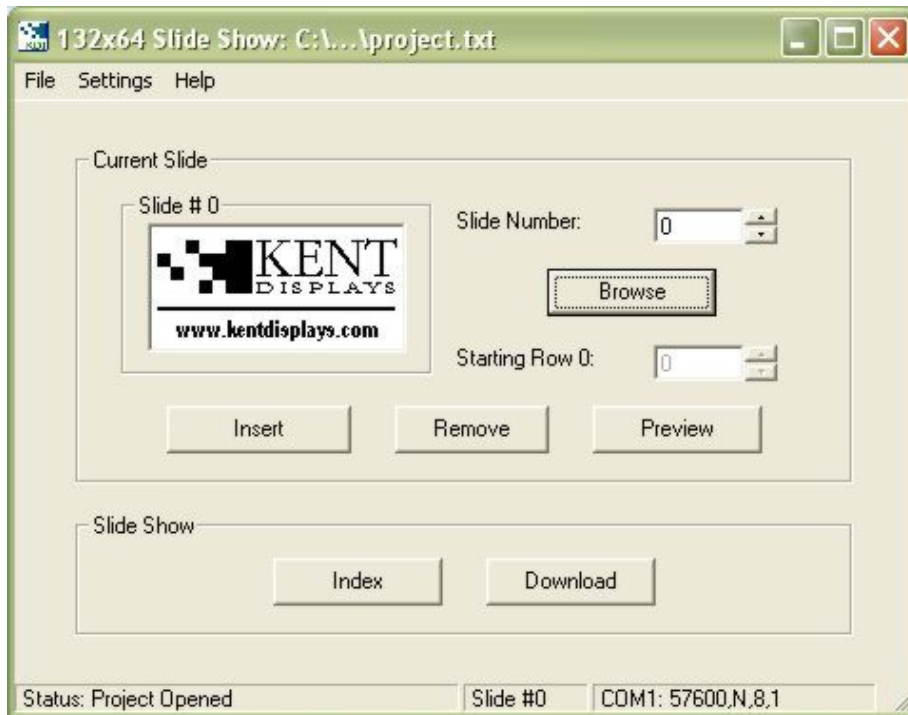 132x64 Slide Show: C:\...\project.txt
File Settings Help
Current Slide
Slide # 0
KENT
DISPLAYS
www.kentdisplays.com
Slide Number: 0
Browse
Starting Row 0: 0
Insert Remove Preview
Slide Show
Index Download
Status: Project Opened Slide #0 COM1: 57600,N,8,1